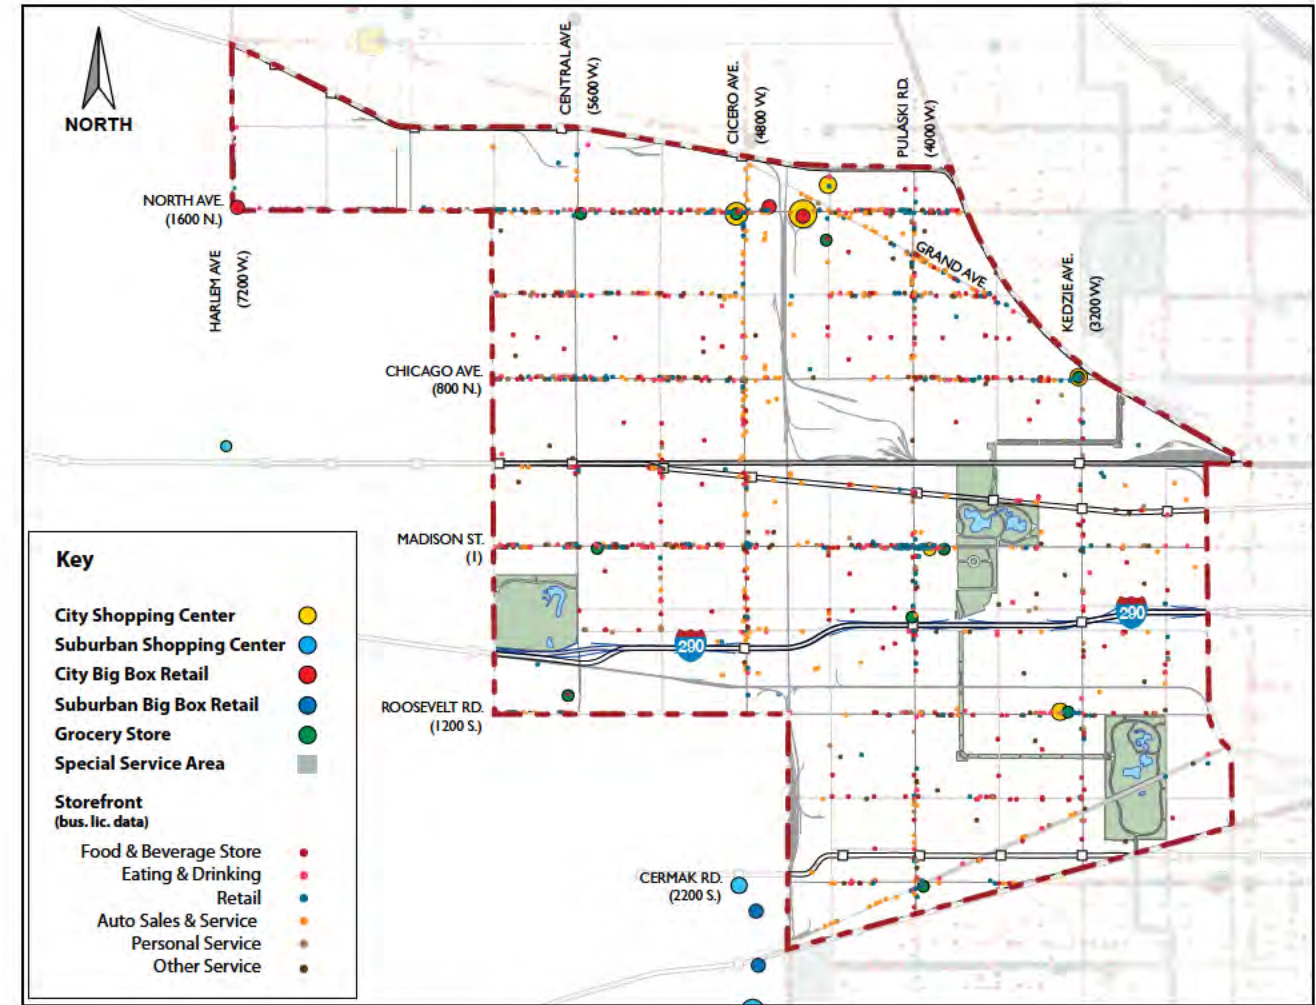 NORTH
CENTRAL AVE.
(5600 W.)
CICERO AVE.
(4800 W)
PULASKI RD.
(4000 W)
NORTH AVE.
(1600 N.)
HARLEM AVE
(7200 W.)
GRAND AVE.
KEDZIE AVE.
(3200 W.)
CHICAGO AVE.
(800 N.)
MADISON ST.
(1)
290
290
ROOSEVELT RD.
(1200 S.)
CERMAK RD.
(2200 S.)
Key
City Shopping Center
Suburban Shopping Center
City Big Box Retail
Suburban Big Box Retail
Grocery Store
Special Service Area
Storefront
(bus. lic. data)
Food & Beverage Store
Eating & Drinking
Retail
Auto Sales & Service
Personal Service
Other Service